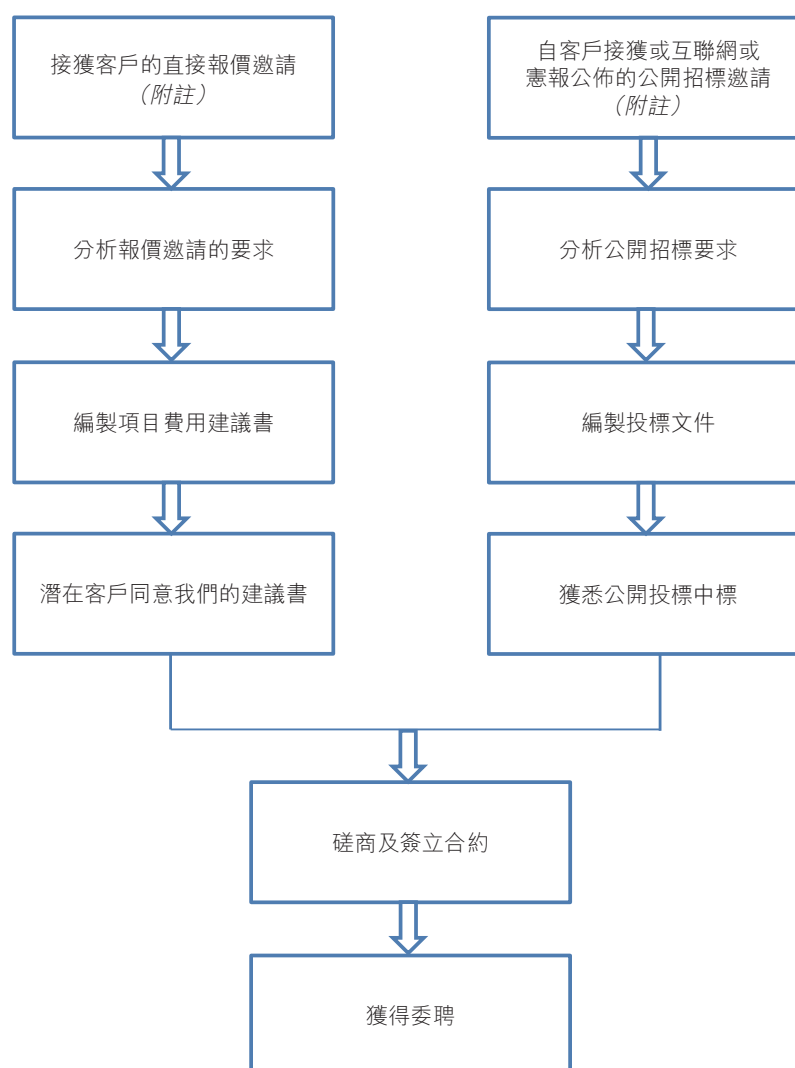 接獲客戶的直接報價邀請
（附註）
自客戶接獲或互聯網或
憲報公佈的公開招標邀請
（附註）
分析報價邀請的要求
分析公開招標要求
編製項目費用建議書
編製投標文件
潛在客戶同意我們的建議書
獲悉公開投標中標
磋商及簽立合約
獲得委聘